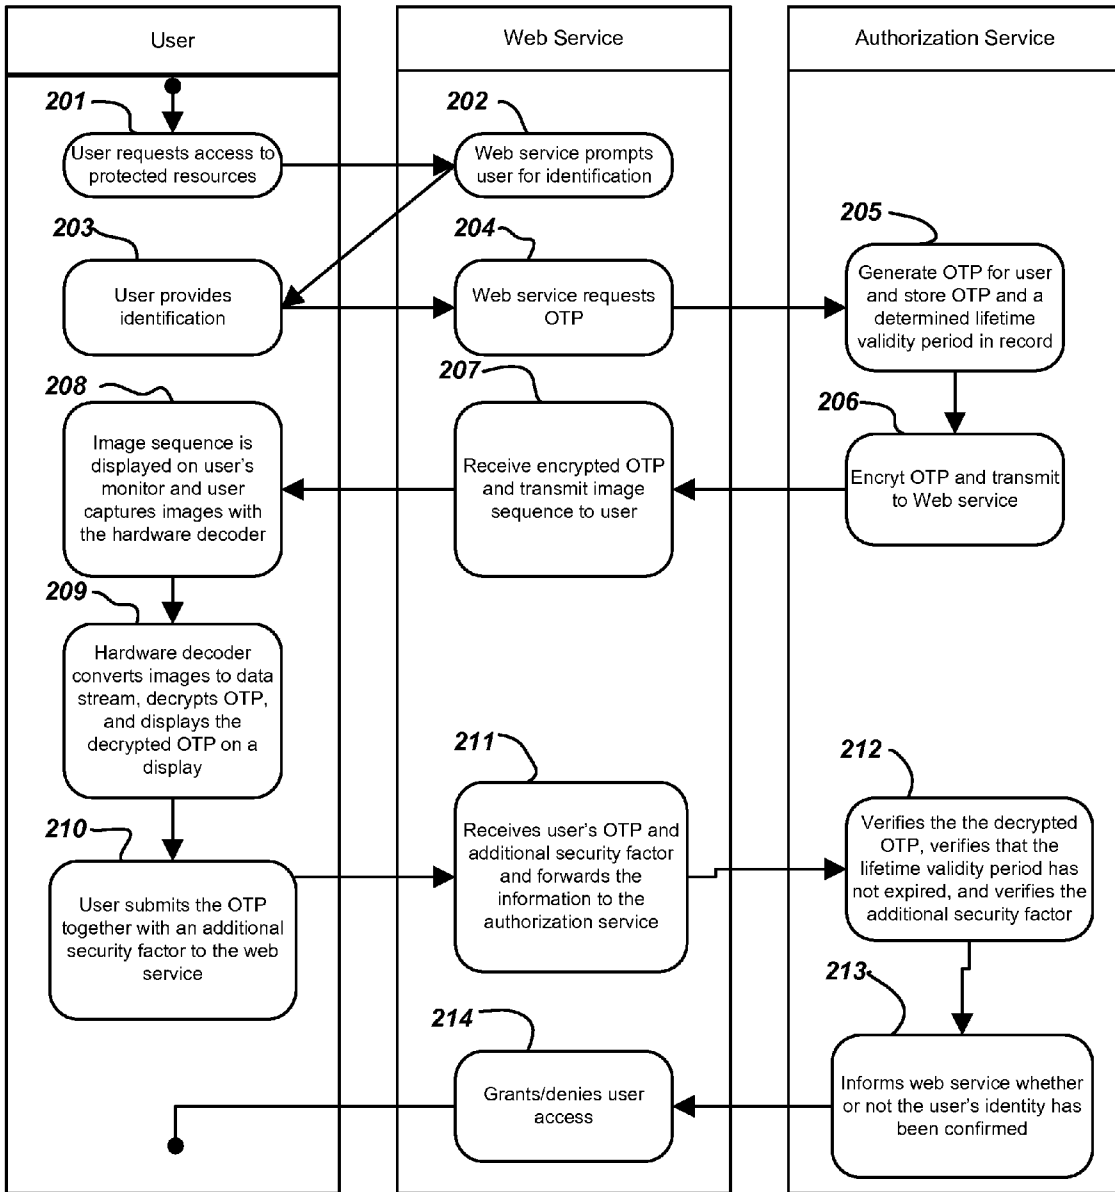 User
Web Service
Authorization Service
201
User requests access to
protected resources
202
Web service prompts
user for identification
203
User provides
identification
204
Web service requests
OTP
205
Generate OTP for user
and store OTP and a
determined lifetime
validity period in record
206
Encryt OTP and transmit
to Web service
207
Receive encrypted OTP
and transmit image
sequence to user
208
Image sequence is
displayed on user's
monitor and user
captures images with
the hardware decoder
209
Hardware decoder
converts images to data
stream, decrypts OTP,
and displays the
decrypted OTP on a
display
210
User submits the OTP
together with an additional
security factor to the web
service
211
Receives user's OTP and
additional security factor
and forwards the
information to the
authorization service
212
Verifies the the decrypted
OTP, verifies that the
lifetime validity period has
not expired, and verifies the
additional security factor
213
Informs web service whether
or not the user's identity has
been confirmed
214
Grants/denies user
access